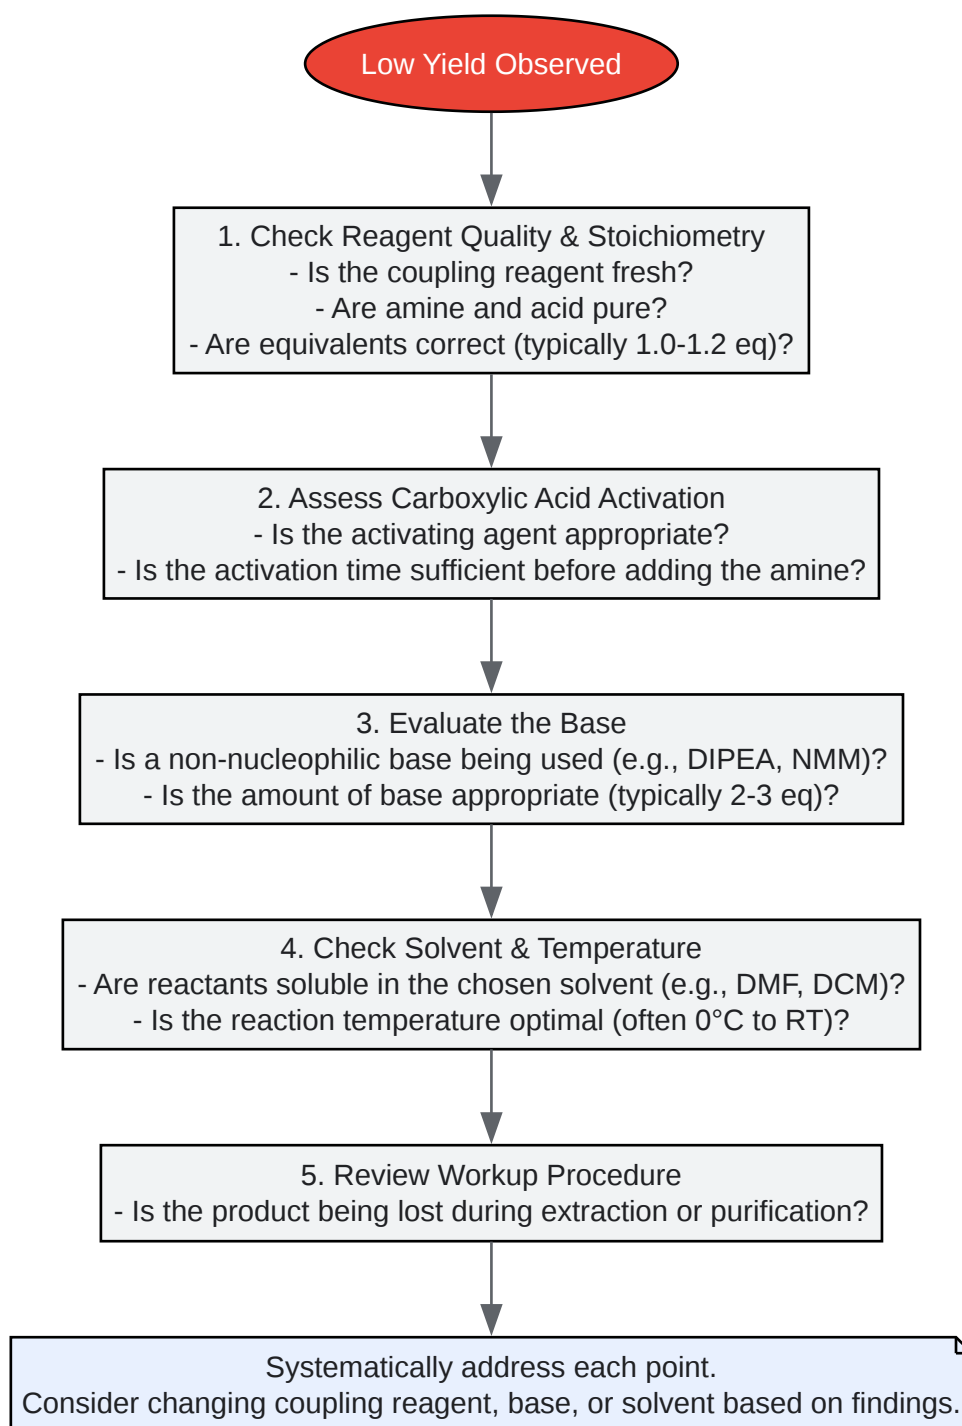 Low Yield Observed
1. Check Reagent Quality & Stoichiometry
- Is the coupling reagent fresh?
- Are amine and acid pure?
- Are equivalents correct (typically 1.0-1.2 eq)?
2. Assess Carboxylic Acid Activation
- Is the activating agent appropriate?
- Is the activation time sufficient before adding the amine?
3. Evaluate the Base
- Is a non-nucleophilic base being used (e.g., DIPEA, NMM)?
- Is the amount of base appropriate (typically 2-3 eq)?
4. Check Solvent & Temperature
- Are reactants soluble in the chosen solvent (e.g., DMF, DCM)?
- Is the reaction temperature optimal (often 0°C to RT)?
5. Review Workup Procedure
- Is the product being lost during extraction or purification?
Systematically address each point.
Consider changing coupling reagent, base, or solvent based on findings.